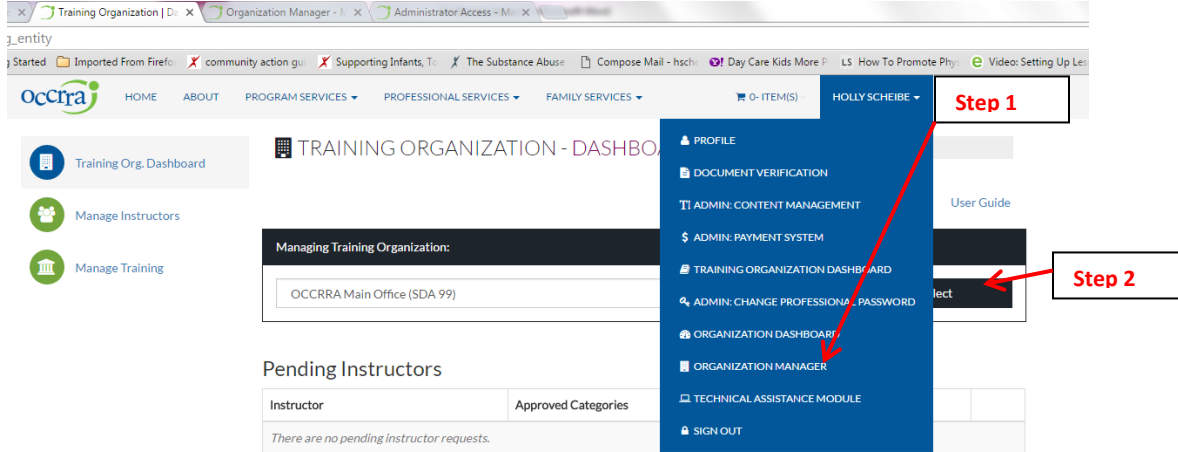 Training Organization | Da
Organization Manager - N
Administrator Access - Ma
g_entity
g Started Imported From Firefo community action gui Supporting Infants, To The Substance Abuse Compose Mail - hsch Day Care Kids More P LS How To Promote Phy Video: Setting Up Les
occrra HOME ABOUT PROGRAM SERVICES PROFESSIONAL SERVICES FAMILY SERVICES 0- ITEM(S) HOLLY SCHEIBE
Step 1
TRAINING ORGANIZATION - DASHBOA
Training Org. Dashboard
Manage Instructors
Manage Training
PROFILE
DOCUMENT VERIFICATION
ADMIN: CONTENT MANAGEMENT
ADMIN: PAYMENT SYSTEM
TRAINING ORGANIZATION DASHBOARD
ADMIN: CHANGE PROFESSIONAL PASSWORD
ORGANIZATION DASHBOARD
ORGANIZATION MANAGER
TECHNICAL ASSISTANCE MODULE
SIGN OUT
User Guide
Managing Training Organization:
OCCRRA Main Office (SDA 99)
lect
Step 2
Pending Instructors
Instructor Approved Categories
There are no pending instructor requests.